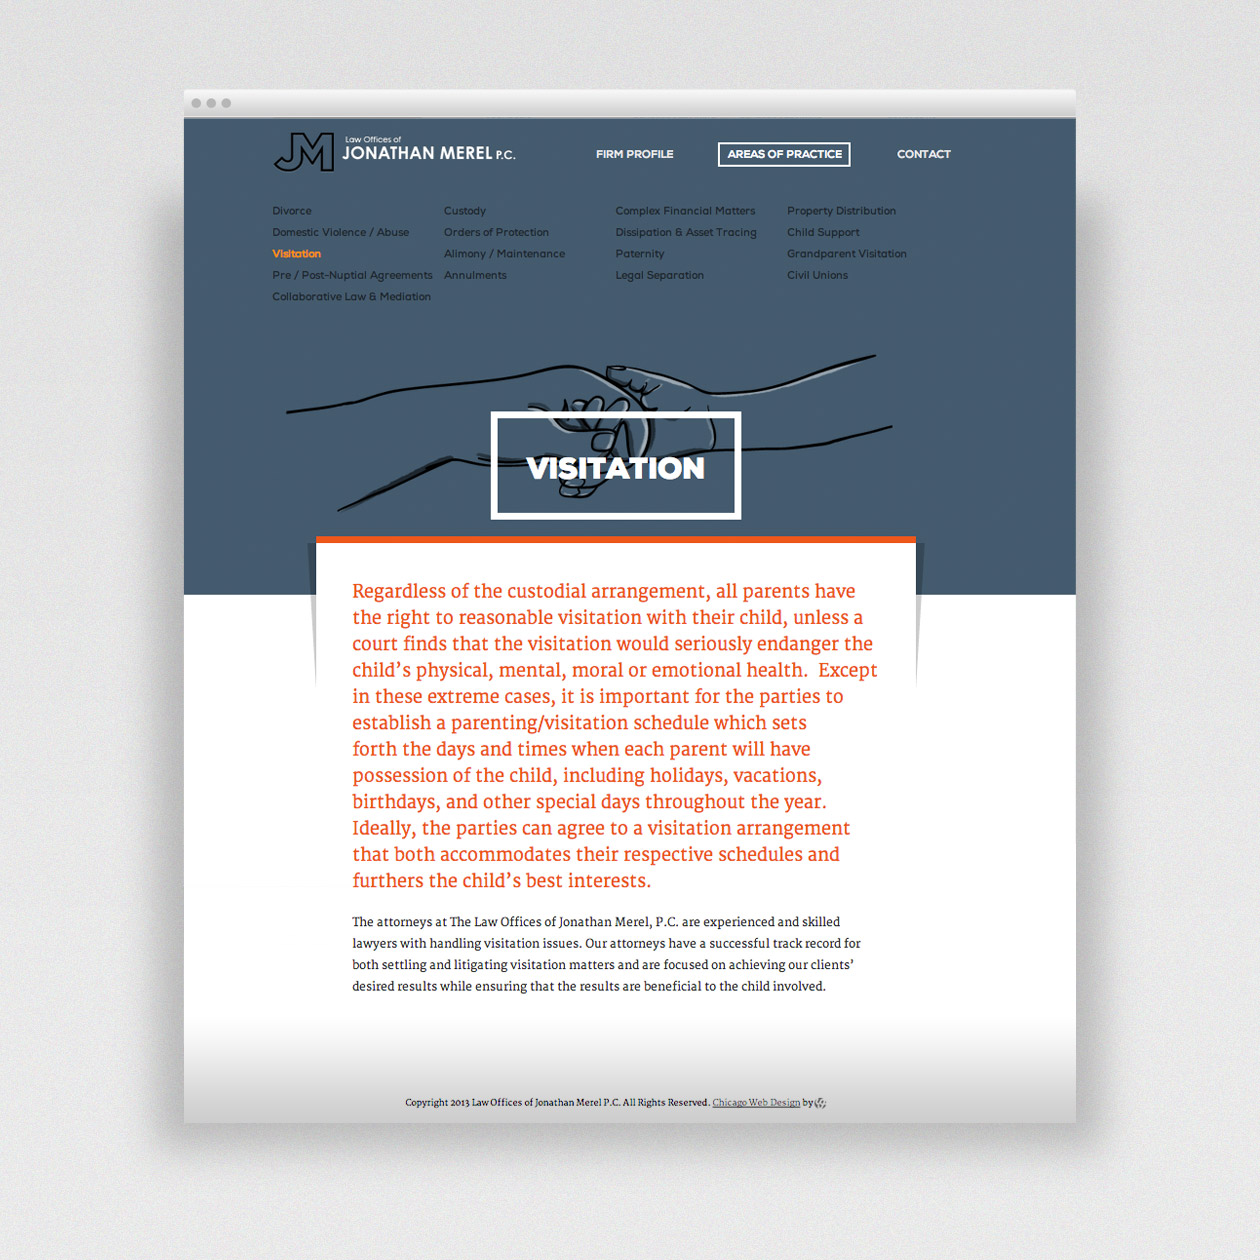 JM
Law Offices of
JONATHAN MEREL P.C.
FIRM PROFILE
AREAS OF PRACTICE
CONTACT
Divorce
Domestic Violence / Abuse
Visitation
Pre / Post-Nuptial Agreements
Collaborative Law & Mediation
Custody
Orders of Protection
Alimony / Maintenance
Annulments
Complex Financial Matters
Dissipation & Asset Tracing
Paternity
Legal Separation
Property Distribution
Child Support
Grandparent Visitation
Civil Unions
VISITATION
Regardless of the custodial arrangement, all parents have
the right to reasonable visitation with their child, unless a
court finds that the visitation would seriously endanger the
child’s physical, mental, moral or emotional health.  Except
in these extreme cases, it is important for the parties to
establish a parenting/visitation schedule which sets
forth the days and times when each parent will have
possession of the child, including holidays, vacations,
birthdays, and other special days throughout the year.
Ideally, the parties can agree to a visitation arrangement
that both accommodates their respective schedules and
furthers the child’s best interests.
The attorneys at The Law Offices of Jonathan Merel, P.C. are experienced and skilled
lawyers with handling visitation issues. Our attorneys have a successful track record for
both settling and litigating visitation matters and are focused on achieving our clients’
desired results while ensuring that the results are beneficial to the child involved.
Copyright 2013 Law Offices of Jonathan Merel P.C. All Rights Reserved. Chicago Web Design by